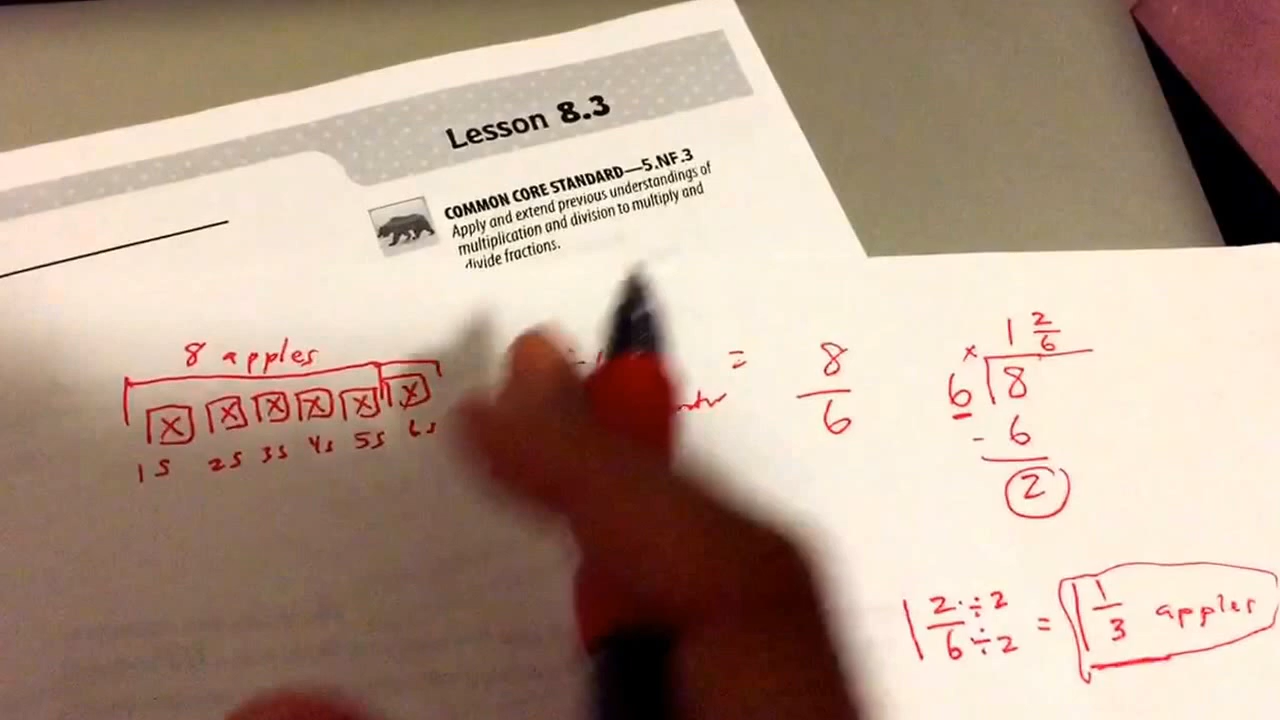 Lesson 8.3
COMMON CORE STANDARD—5.NF.3
Apply and extend previous understandings of
multiplication and division to multiply and
divide fractions.
8 apples
X X X X X X
1s 2s 3s 4s 5s 6s
= 8/6
1 2/6
x
6 8
- 6
2
1 2÷2/6÷2 = 1 1/3 apples